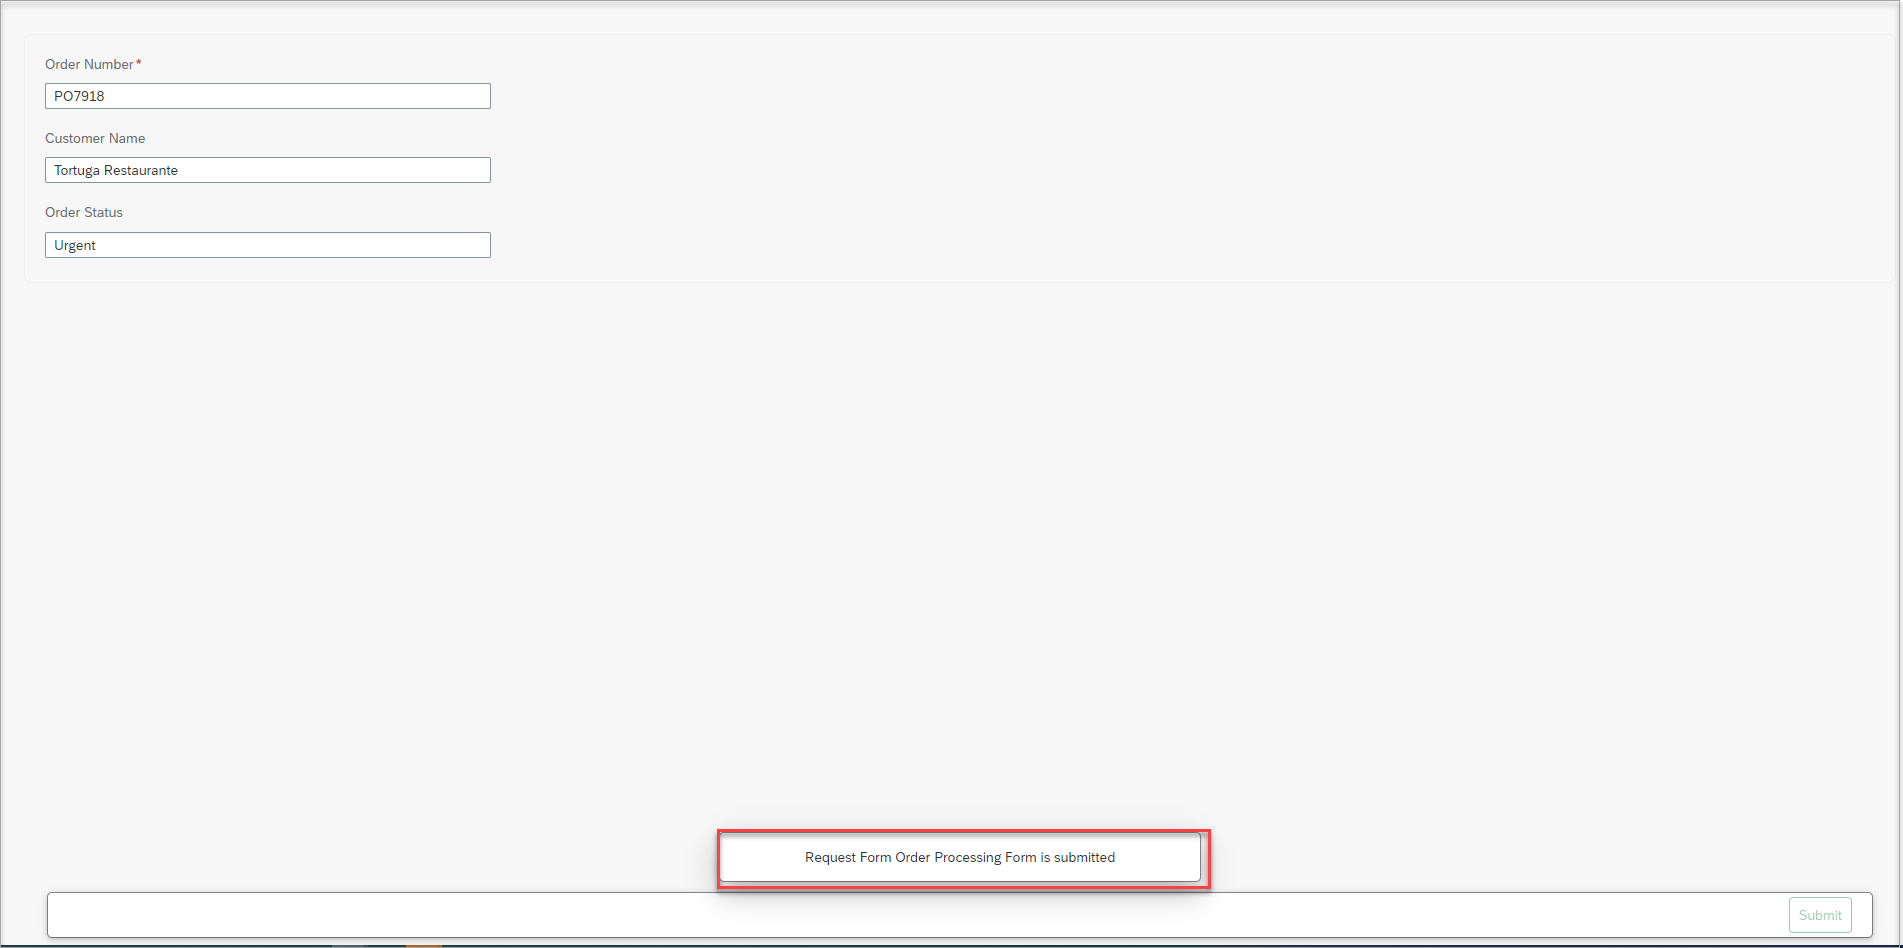 Order Number*
PO7918
Customer Name
Tortuga Restaurante
Order Status
Urgent
Request Form Order Processing Form is submitted
Submit